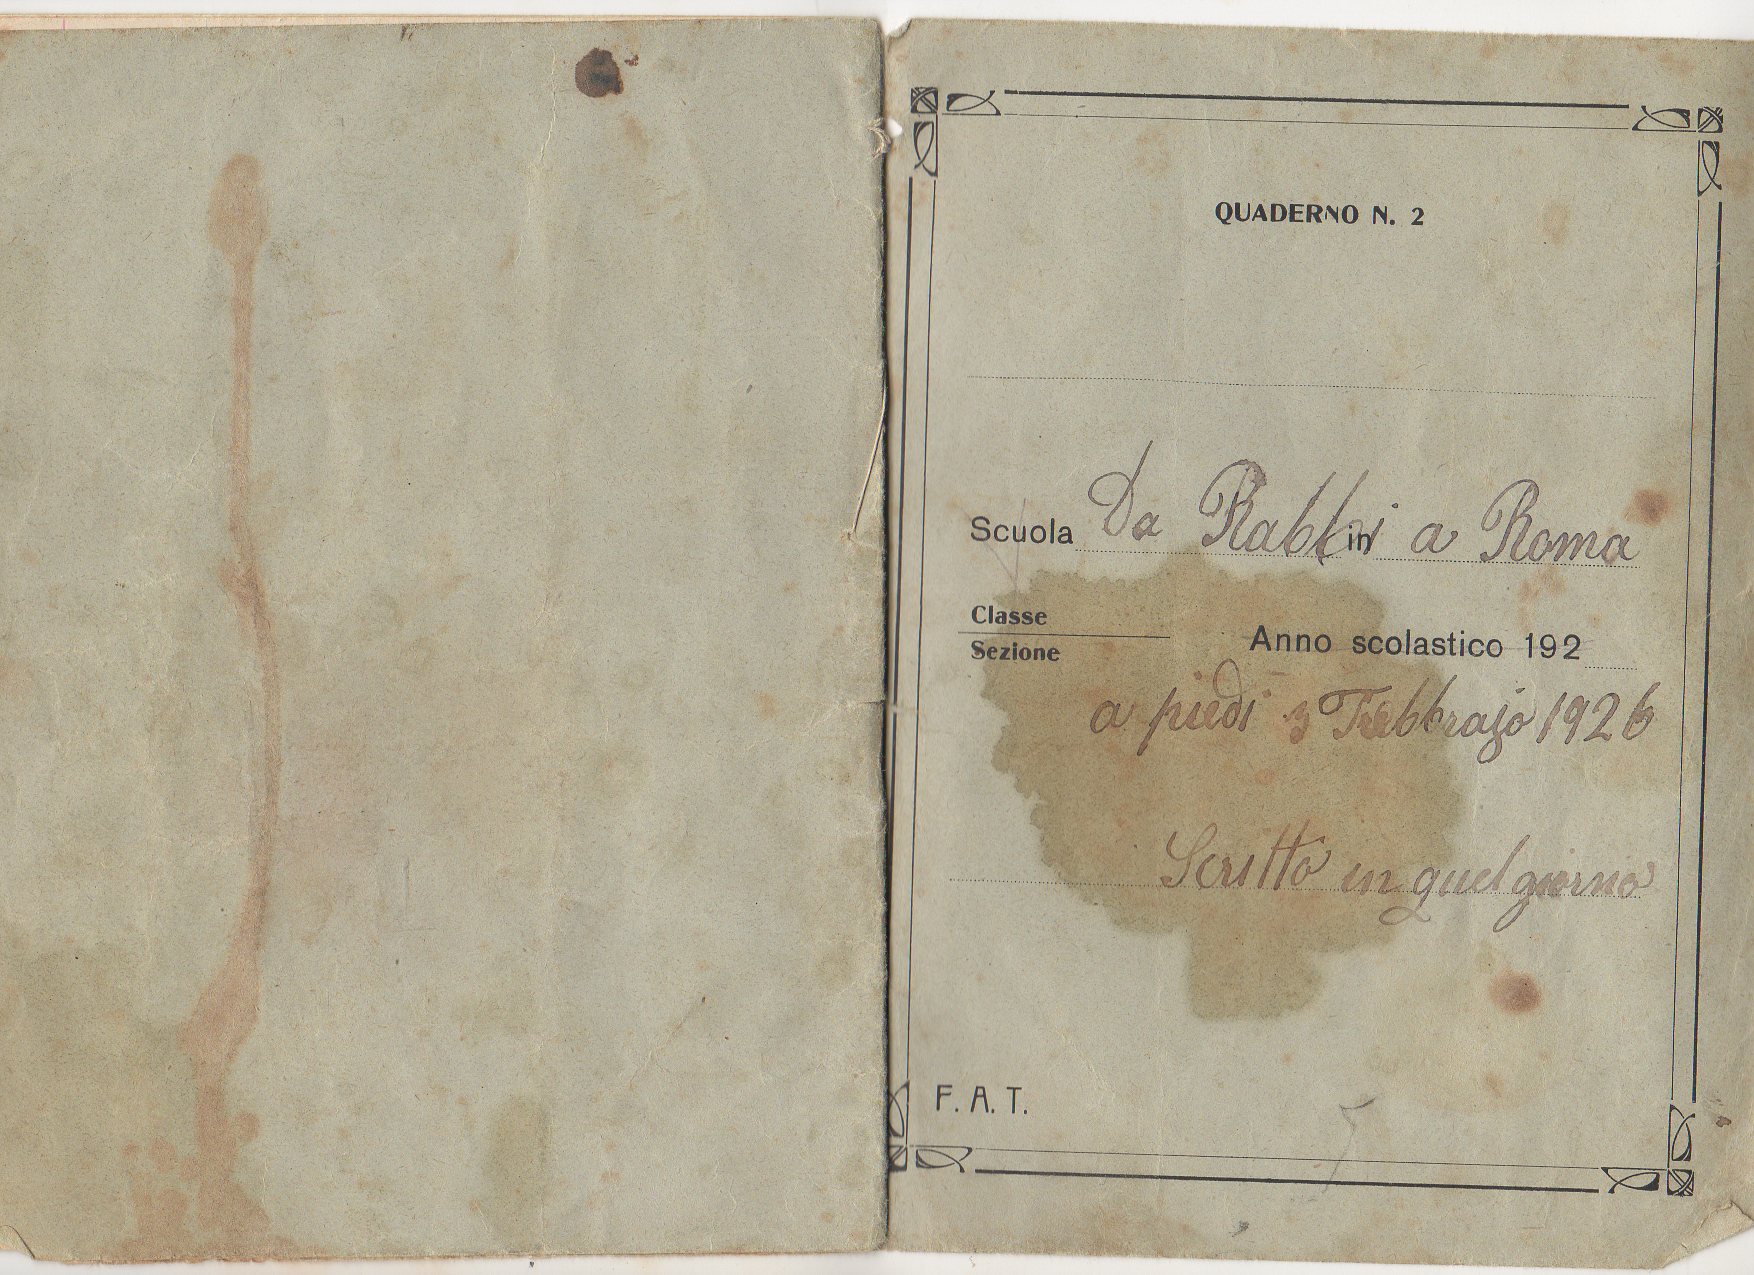 QUADERNO N. 2
Scuola Da Rabbi in a Roma
Classe
Sezione
Anno scolastico 192
a piedi 3 Febbrajo 1926
Scritto in quel giorno
F. A. T.